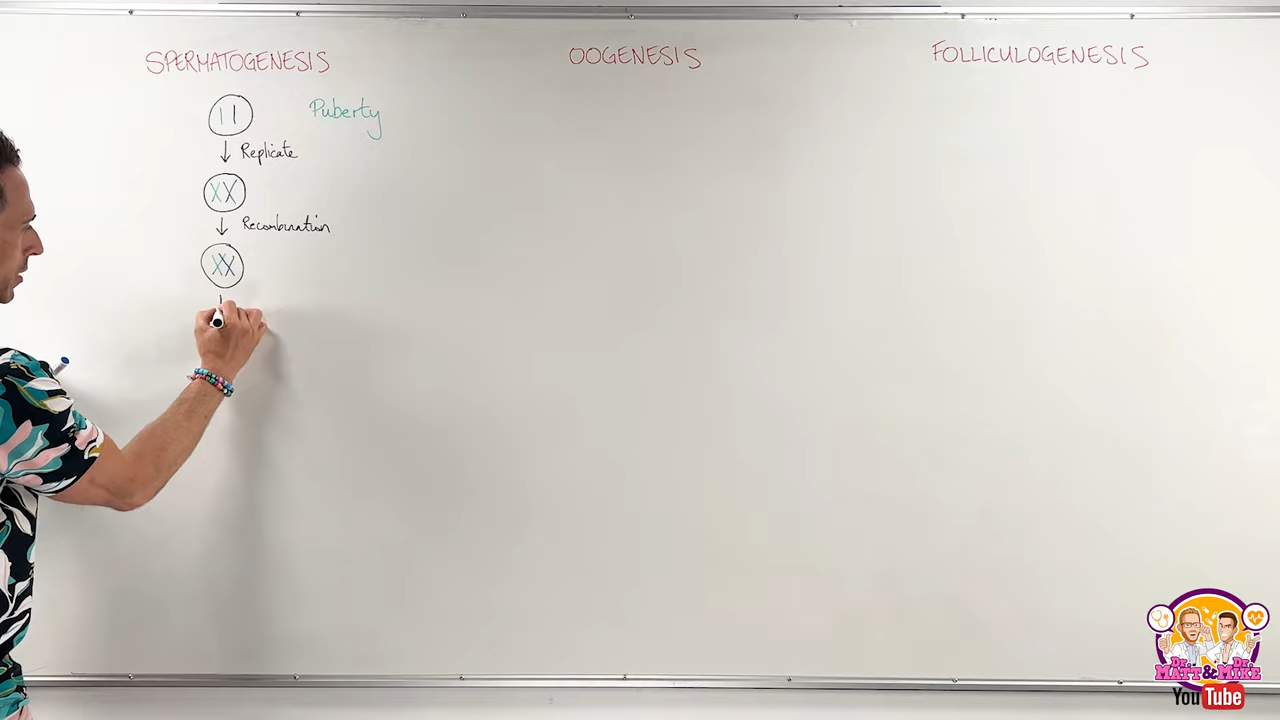 SPERMATOGENESIS
OOGENESIS
FOLLICULOGENESIS
Puberty
Replicate
Recombination
DR. MATT & DR. MIKE
YouTube